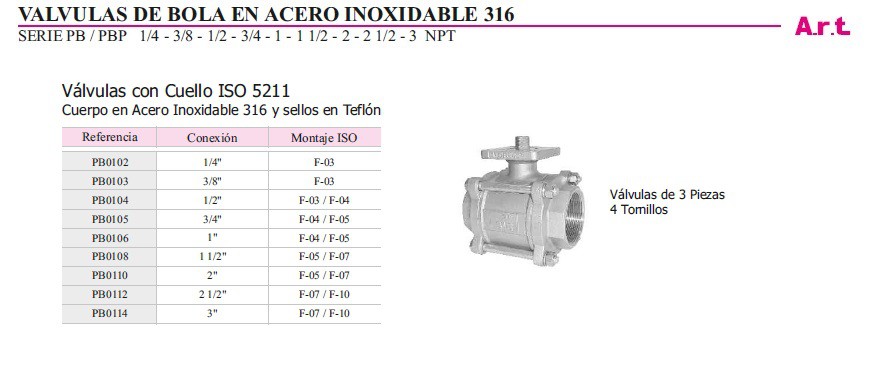 VALVULAS DE BOLA EN ACERO INOXIDABLE 316
SERIE PB / PBP 1/4 - 3/8 - 1/2 - 3/4 - 1 - 1 1/2 - 2 - 2 1/2 - 3 NPT
A.r.t.
Válvulas con Cuello ISO 5211
Cuerpo en Acero Inoxidable 316 y sellos en Teflón
Referencia Conexión Montaje ISO
PB0102 1/4" F-03
PB0103 3/8" F-03
PB0104 1/2" F-03 / F-04
PB0105 3/4" F-04 / F-05
PB0106 1" F-04 / F-05
PB0108 1 1/2" F-05 / F-07
PB0110 2" F-05 / F-07
PB0112 2 1/2" F-07 / F-10
PB0114 3" F-07 / F-10
Válvulas de 3 Piezas
4 Tornillos